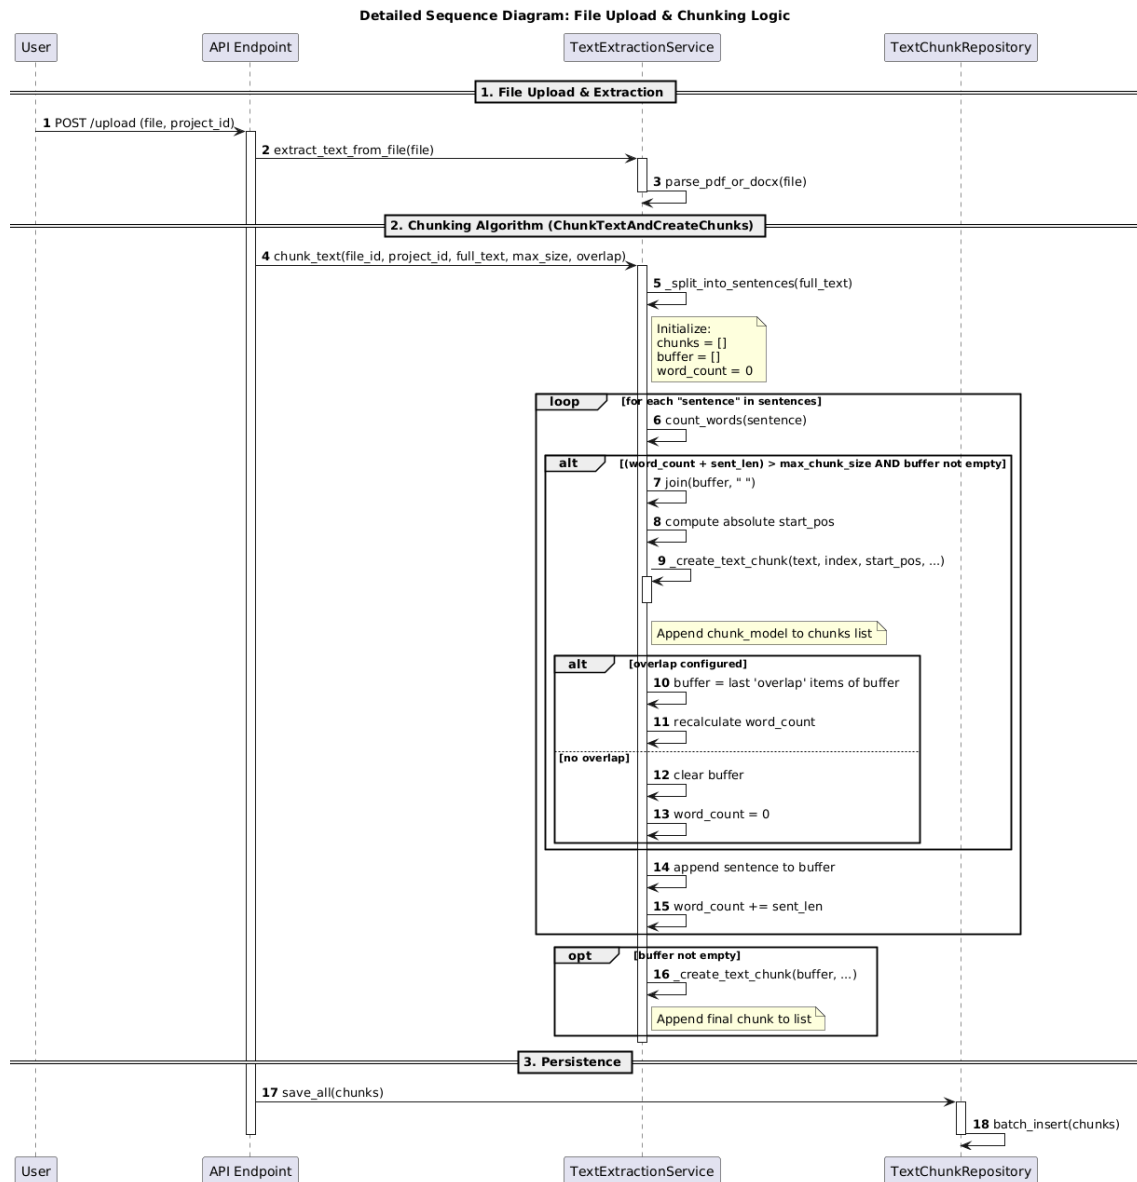 Detailed Sequence Diagram: File Upload & Chunking Logic
User
API Endpoint
TextExtractionService
TextChunkRepository
1. File Upload & Extraction
1 POST /upload (file, project_id)
2 extract_text_from_file(file)
3 parse_pdf_or_docx(file)
2. Chunking Algorithm (ChunkTextAndCreateChunks)
4 chunk_text(file_id, project_id, full_text, max_size, overlap)
5 _split_into_sentences(full_text)
Initialize:
chunks = []
buffer = []
word_count = 0
loop
[for each "sentence" in sentences]
6 count_words(sentence)
alt
[(word_count + sent_len) > max_chunk_size AND buffer not empty]
7 join(buffer, " ")
8 compute absolute start_pos
9 _create_text_chunk(text, index, start_pos, ...)
Append chunk_model to chunks list
alt
[overlap configured]
10 buffer = last 'overlap' items of buffer
11 recalculate word_count
[no overlap]
12 clear buffer
13 word_count = 0
14 append sentence to buffer
15 word_count += sent_len
opt
[buffer not empty]
16 _create_text_chunk(buffer, ...)
Append final chunk to list
3. Persistence
17 save_all(chunks)
18 batch_insert(chunks)
User
API Endpoint
TextExtractionService
TextChunkRepository